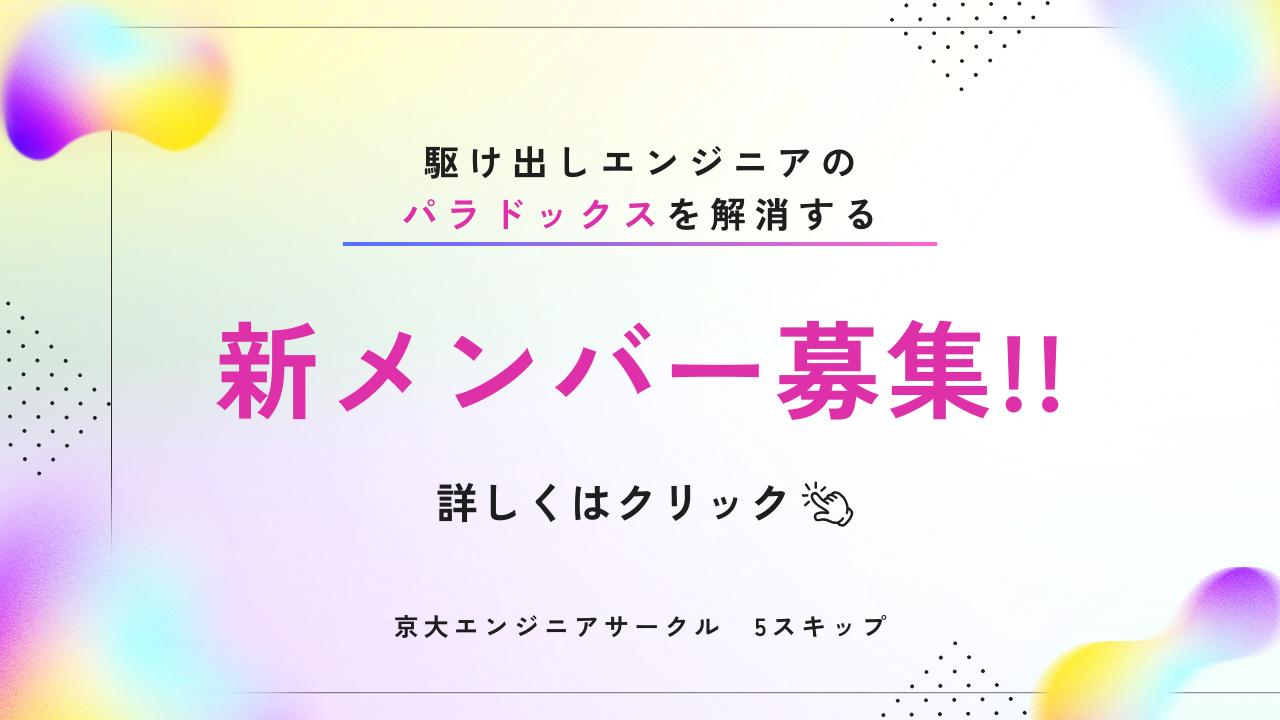 駆け出しエンジニアの
パラドックスを解消する
新メンバー募集!!
詳しくはクリック
京大エンジニアサークル　5スキップ